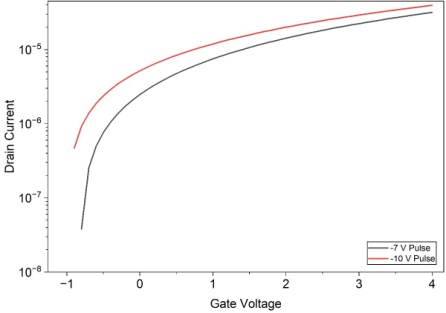 10⁻⁵
10⁻⁶
10⁻⁷
10⁻⁸
Drain Current
−1 0 1 2 3 4
Gate Voltage
-7 V Pulse
-10 V Pulse